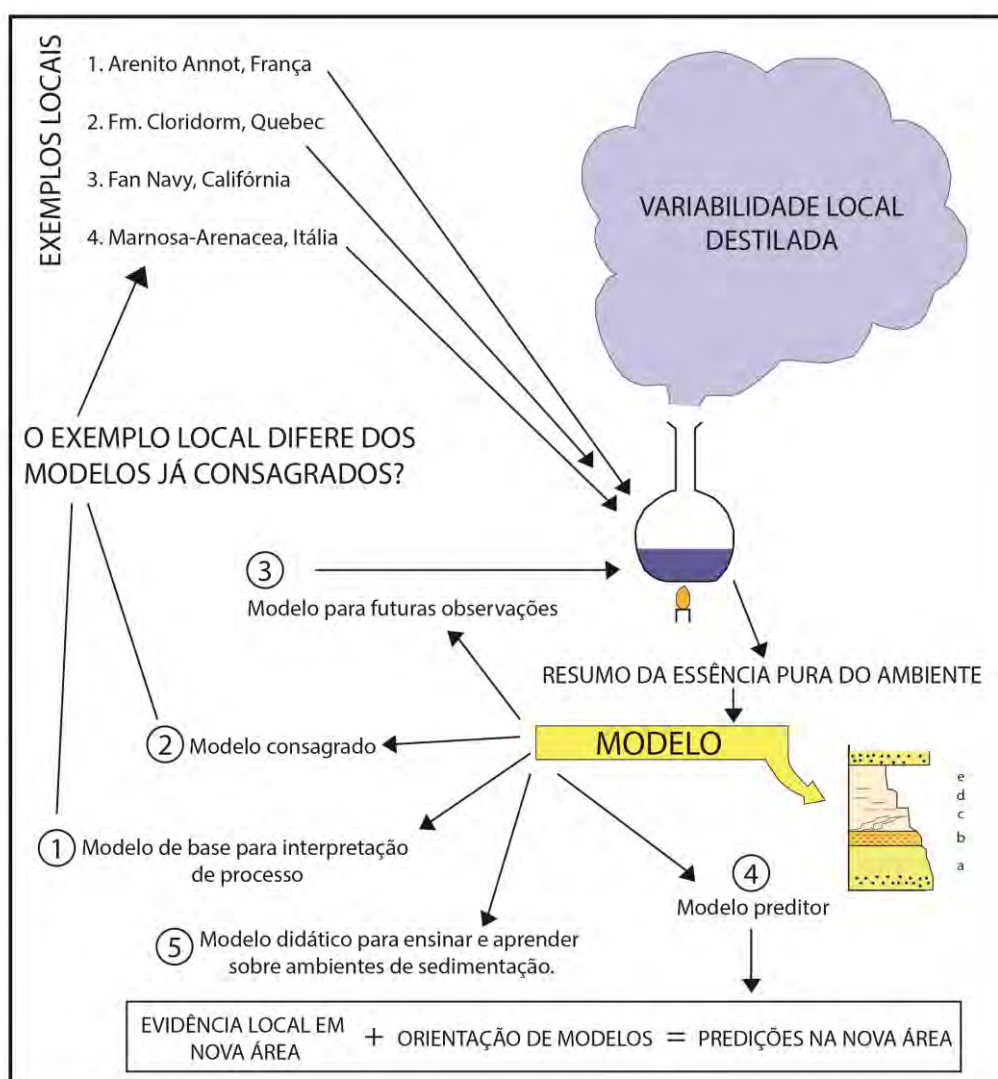 EXEMPLOS LOCAIS
1. Arenito Annot, França
2. Fm. Cloridorm, Quebec
3. Fan Navy, Califórnia
4. Marnosa-Arenacea, Itália
VARIABILIDADE LOCAL
DESTILADA
O EXEMPLO LOCAL DIFERE DOS
MODELOS JÁ CONSAGRADOS?
3
Modelo para futuras observações
RESUMO DA ESSÊNCIA PURA DO AMBIENTE
MODELO
2 Modelo consagrado
e
d
c
b
a
1 Modelo de base para interpretação
de processo
4
Modelo preditor
5 Modelo didático para ensinar e aprender
sobre ambientes de sedimentação.
EVIDÊNCIA LOCAL EM
NOVA ÁREA + ORIENTAÇÃO DE MODELOS = PREDIÇÕES NA NOVA ÁREA